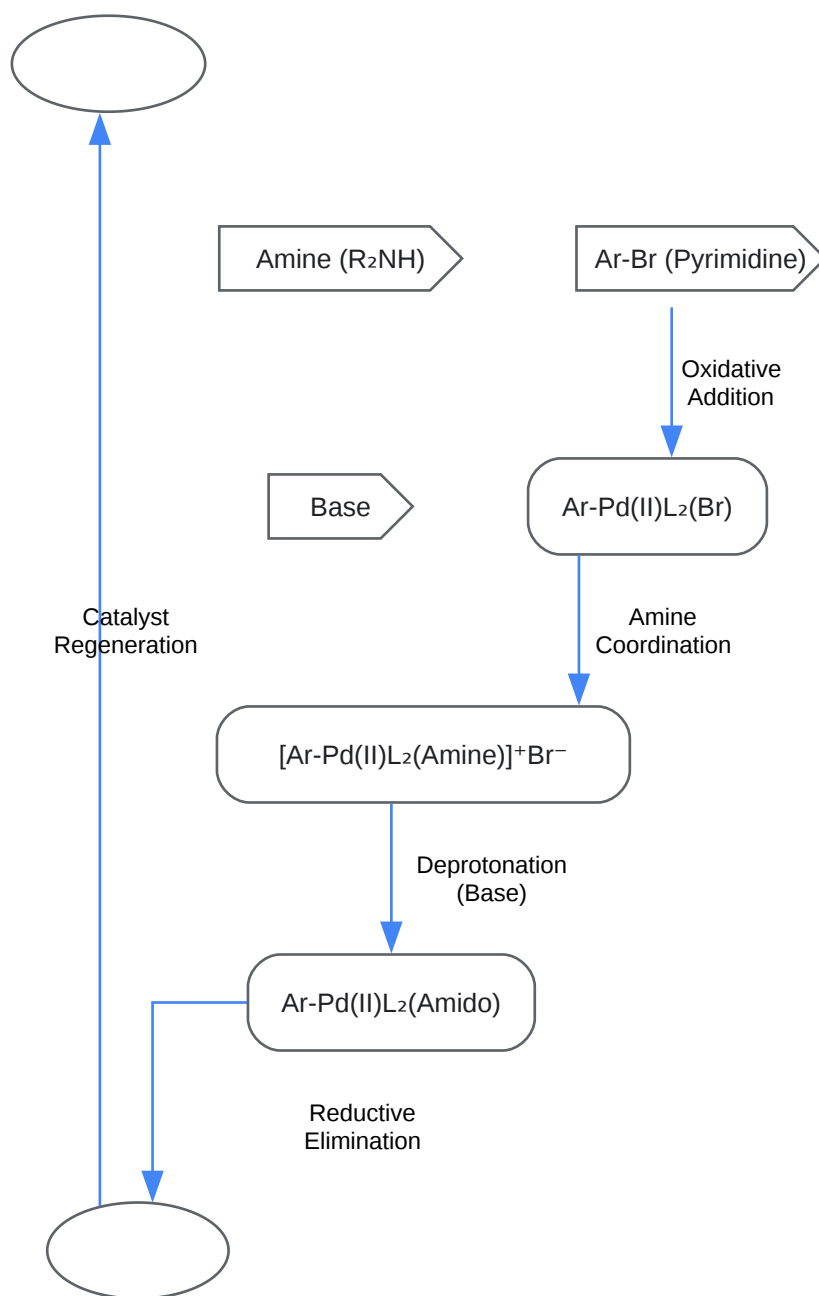 Amine (R₂NH)
Ar-Br (Pyrimidine)
Oxidative
Addition
Base
Ar-Pd(II)L₂(Br)
Catalyst
Regeneration
Amine
Coordination
[Ar-Pd(II)L₂(Amine)]⁺Br⁻
Deprotonation
(Base)
Ar-Pd(II)L₂(Amido)
Reductive
Elimination